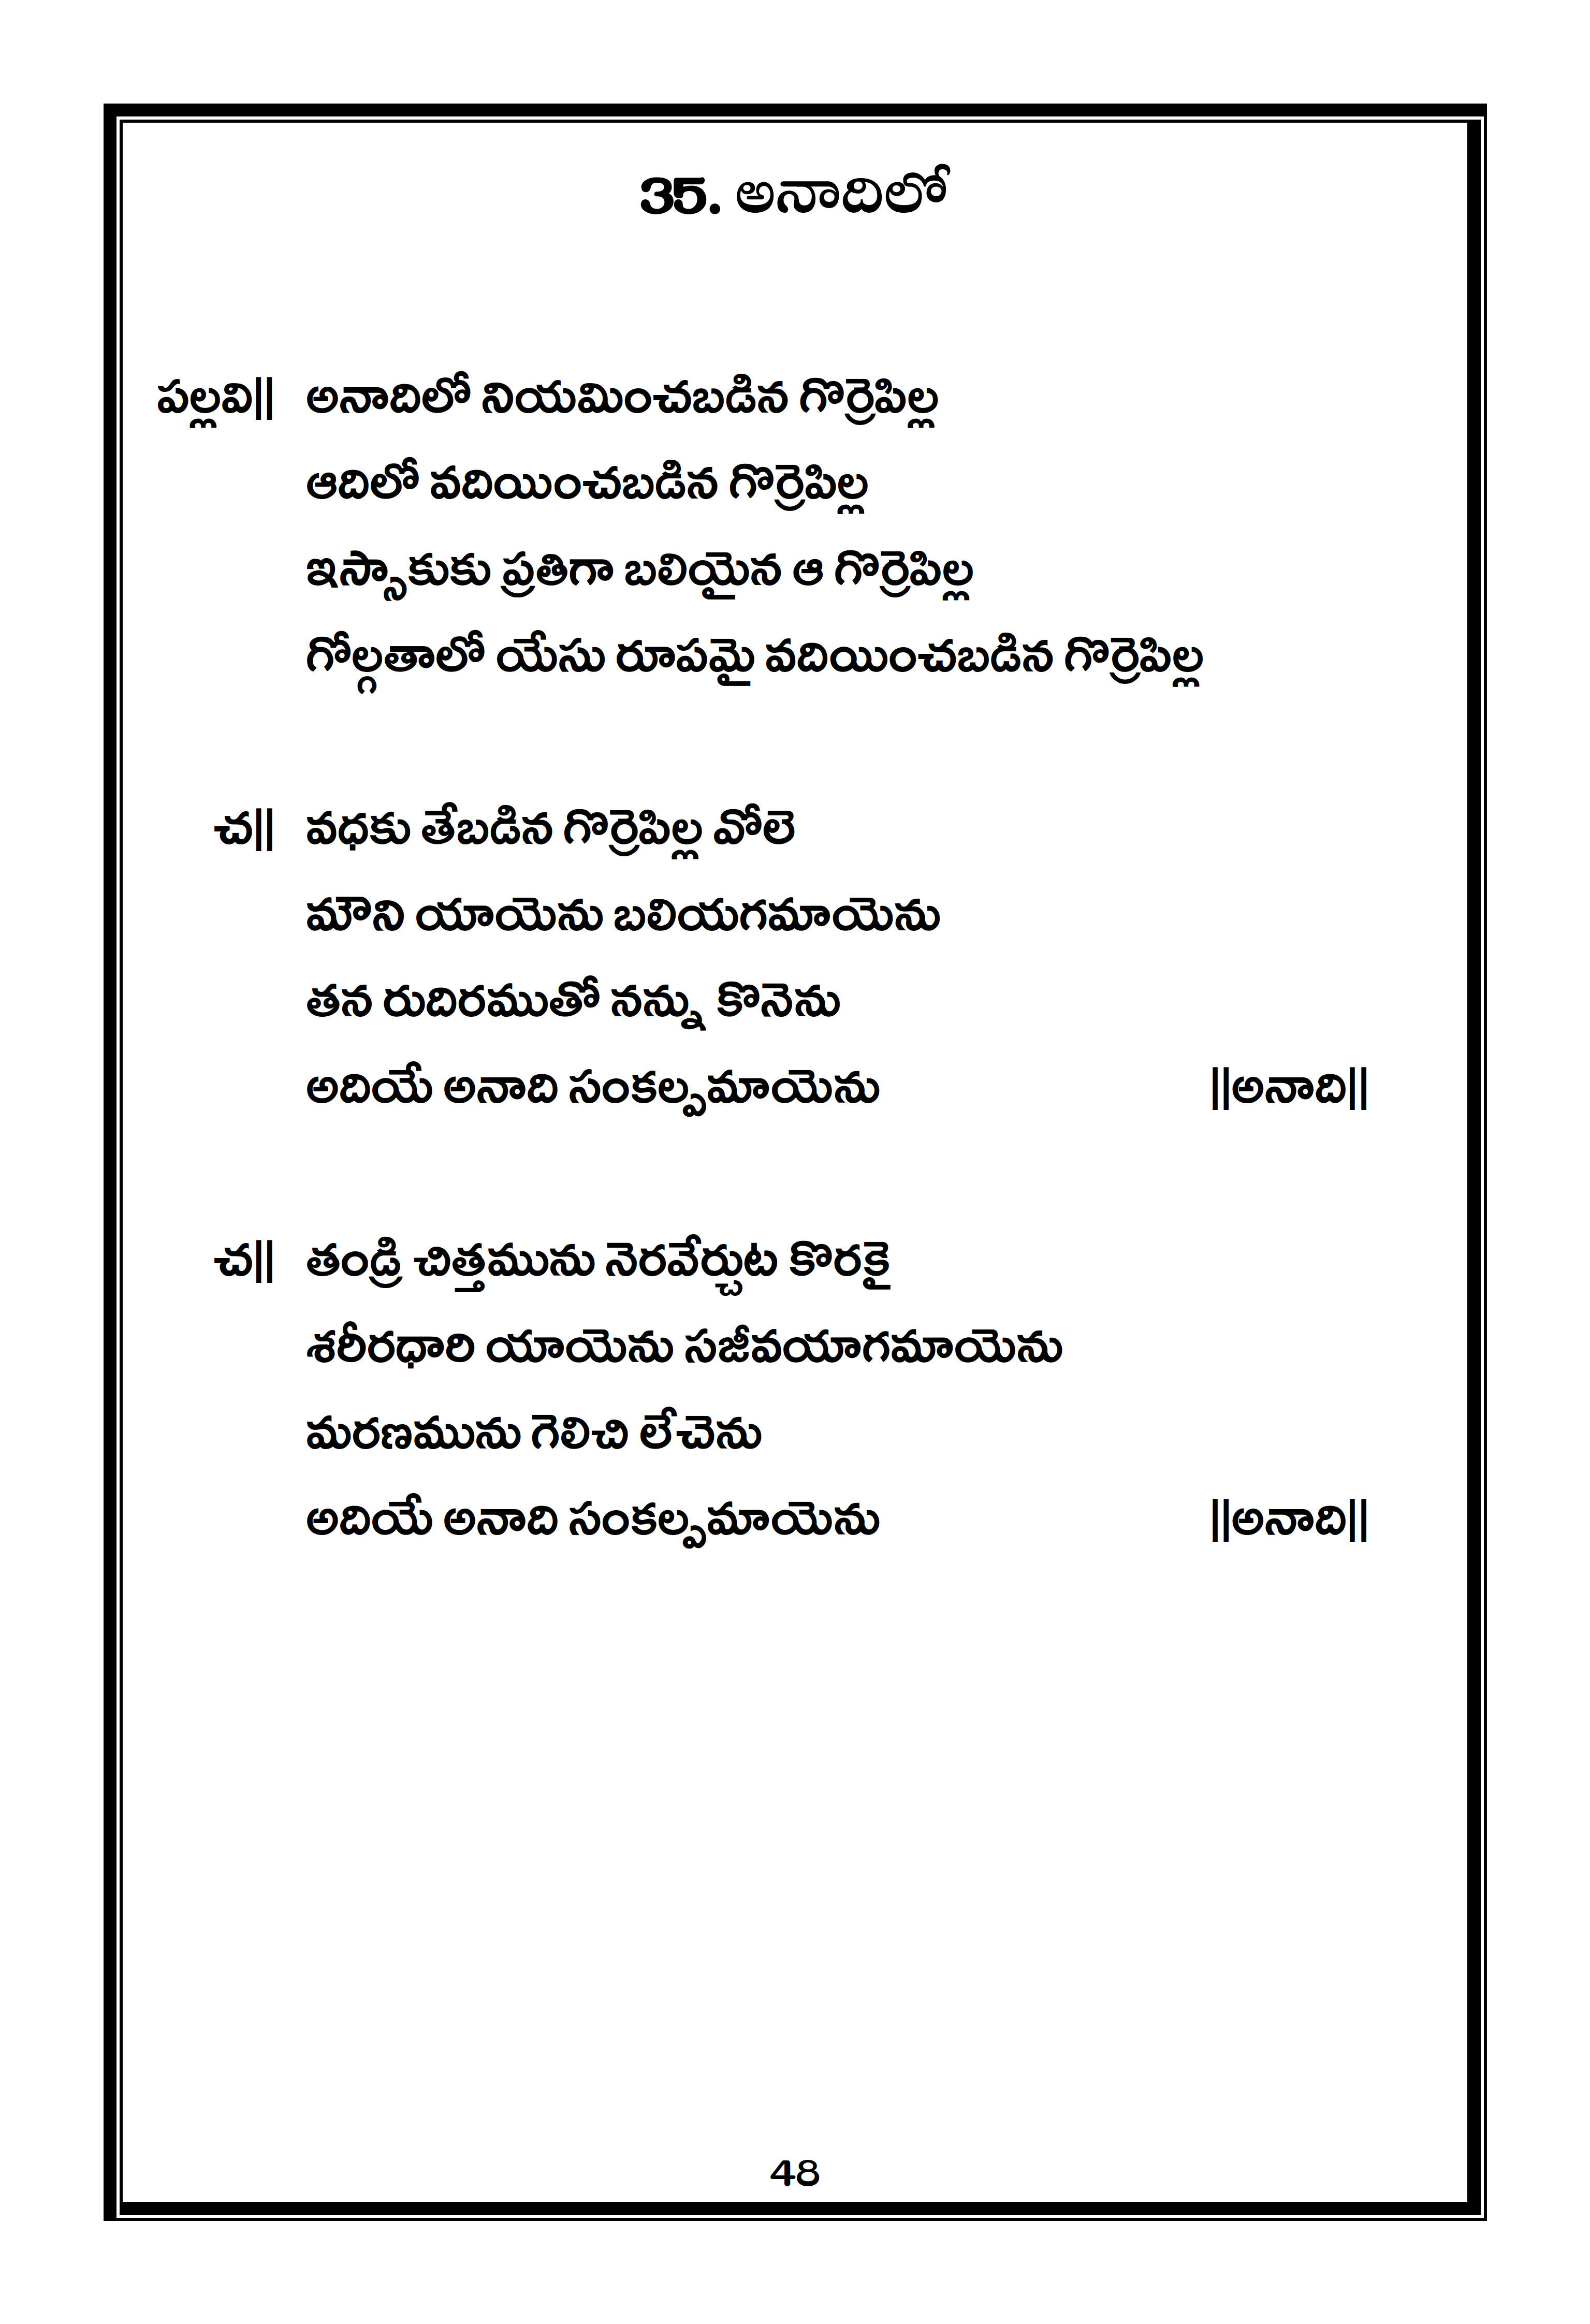 35. అనాదిలో
పల్లవి|| అనాదిలో నియమించబడిన గొర్రెపిల్ల
ఆదిలో వదియించబడిన గొర్రెపిల్ల
ఇస్సాకుకు ప్రతిగా బలియైన ఆ గొర్రెపిల్ల
గోల్గతాలో యేసు రూపమై వదియించబడిన గొర్రెపిల్ల
చ|| వధకు తేబడిన గొర్రెపిల్ల వోలె
మౌని యాయెను బలియగమాయెను
తన రుదిరముతో నన్ను కొనెను
అదియే అనాది సంకల్పమాయెను ||అనాది||
చ|| తండ్రి చిత్తమును నెరవేర్చుట కొరకై
శరీరధారి యాయెను సజీవయాగమాయెను
మరణమును గెలిచి లేచెను
అదియే అనాది సంకల్పమాయెను ||అనాది||
48